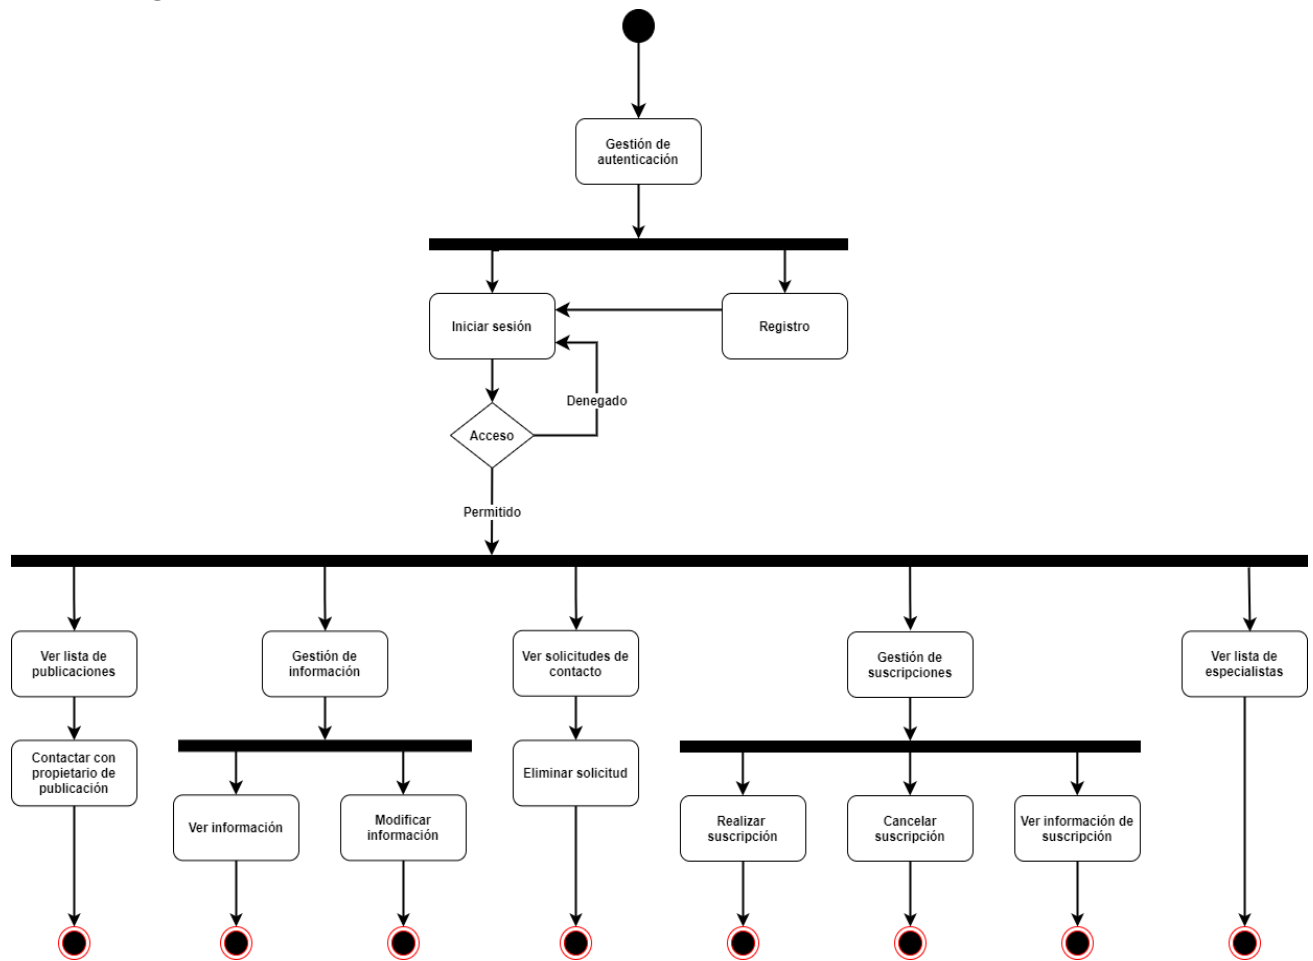 Gestión de
autenticación
Iniciar sesión
Registro
Denegado
Acceso
Permitido
Ver lista de
publicaciones
Gestión de
información
Ver solicitudes de
contacto
Gestión de
suscripciones
Ver lista de
especialistas
Contactar con
propietario de
publicación
Eliminar solicitud
Ver información
Modificar
información
Realizar
suscripción
Cancelar
suscripción
Ver información de
suscripción